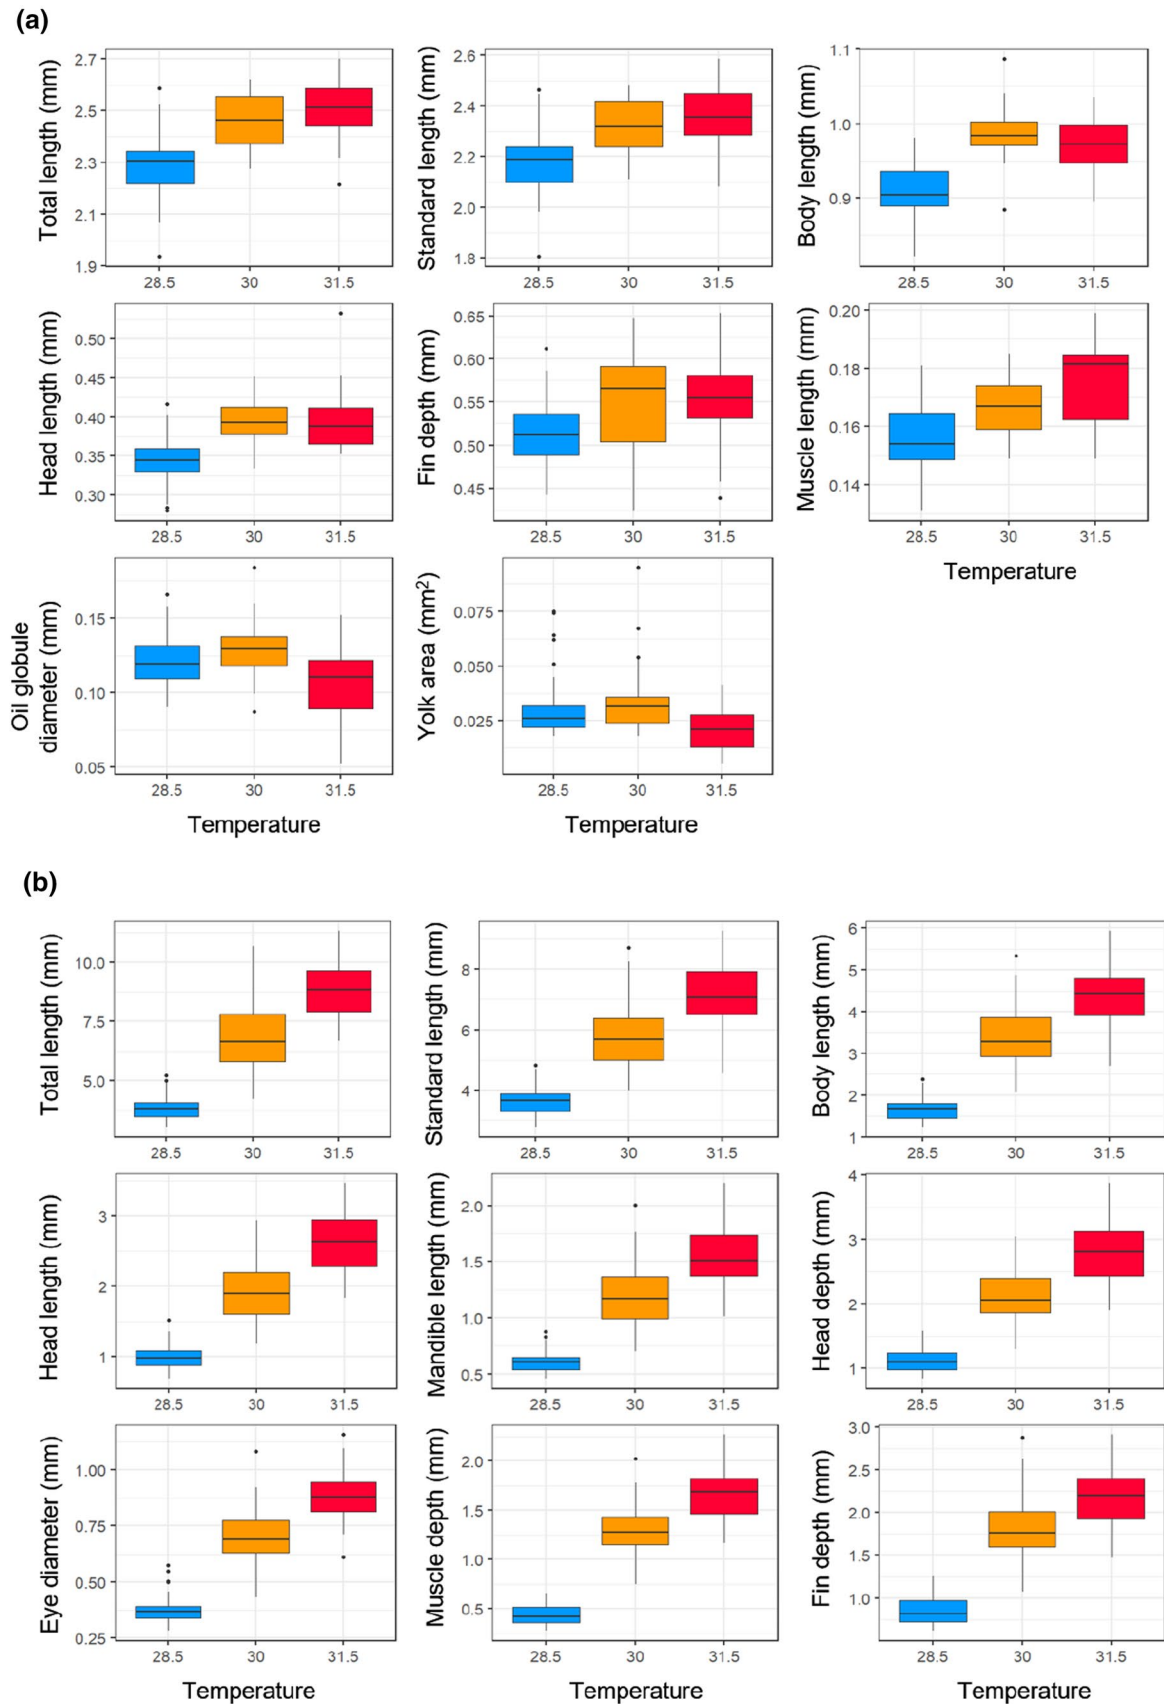 (a)
Total length (mm)
2.7
2.5
2.3
2.1
1.9
28.5 30 31.5
Standard length (mm)
2.6
2.4
2.2
2.0
1.8
28.5 30 31.5
Body length (mm)
1.1
1.0
0.9
28.5 30 31.5
Head length (mm)
0.50
0.45
0.40
0.35
0.30
28.5 30 31.5
Fin depth (mm)
0.65
0.60
0.55
0.50
0.45
28.5 30 31.5
Muscle length (mm)
0.20
0.18
0.16
0.14
28.5 30 31.5
Temperature
Oil globule
diameter (mm)
0.15
0.10
0.05
28.5 30 31.5
Temperature
Yolk area (mm²)
0.075
0.050
0.025
28.5 30 31.5
Temperature
(b)
Total length (mm)
10.0
7.5
5.0
28.5 30 31.5
Standard length (mm)
8
6
4
28.5 30 31.5
Body length (mm)
6
5
4
3
2
1
28.5 30 31.5
Head length (mm)
3
2
1
28.5 30 31.5
Mandible length (mm)
2.0
1.5
1.0
0.5
28.5 30 31.5
Head depth (mm)
4
3
2
1
28.5 30 31.5
Eye diameter (mm)
1.00
0.75
0.50
0.25
28.5 30 31.5
Temperature
Muscle depth (mm)
2.0
1.5
1.0
0.5
28.5 30 31.5
Temperature
Fin depth (mm)
3.0
2.5
2.0
1.5
1.0
28.5 30 31.5
Temperature